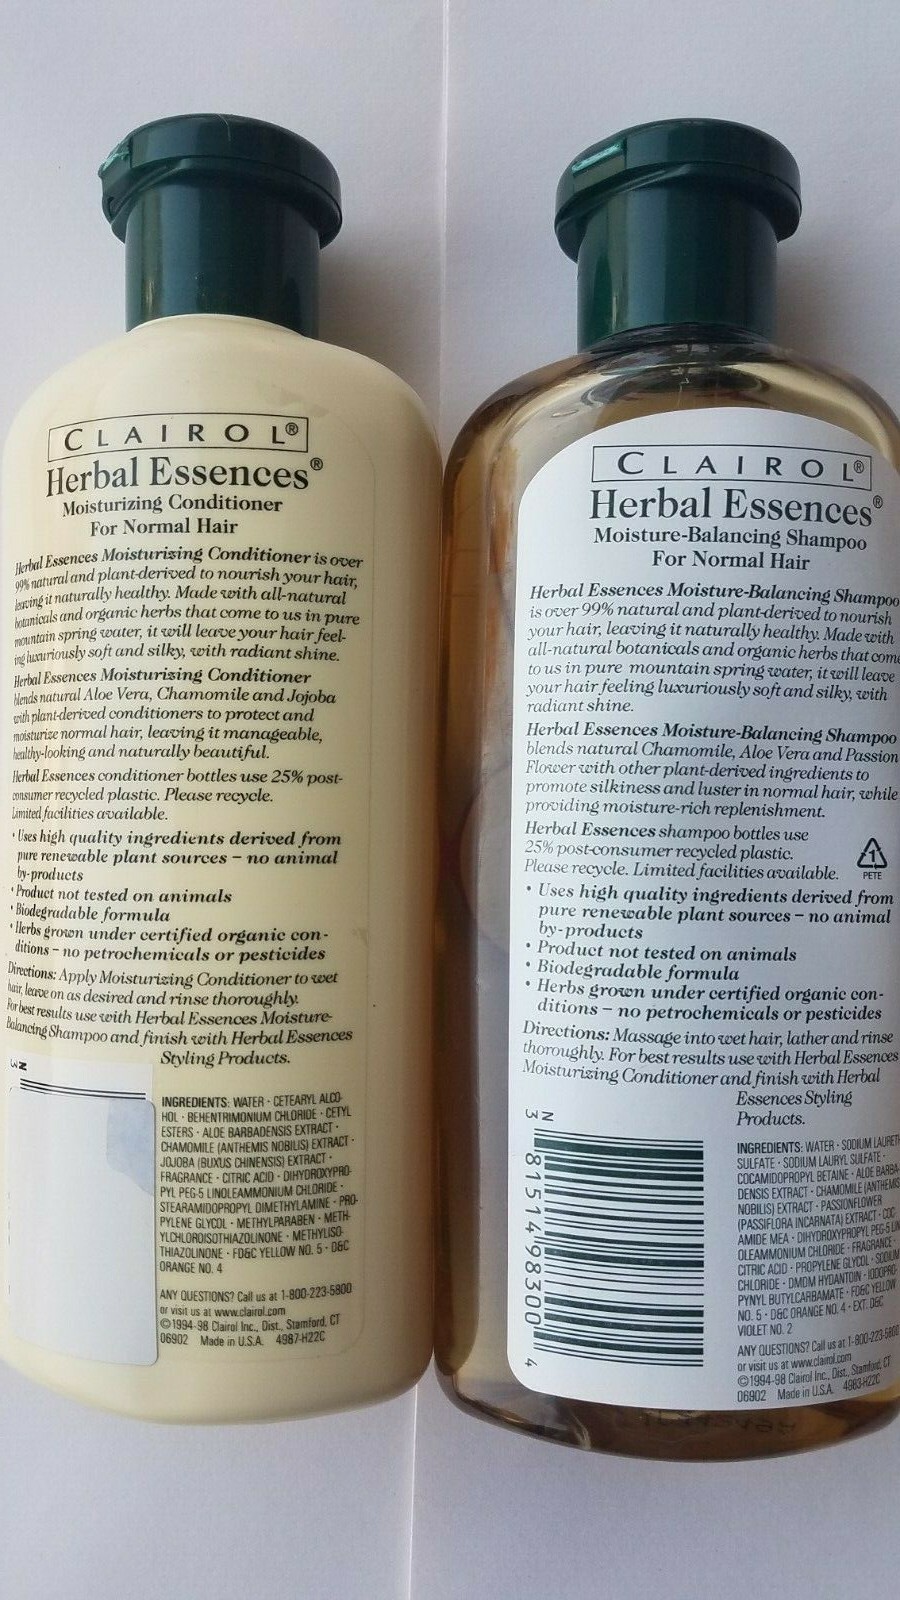 CLAIROL®
Herbal Essences®
Moisturizing Conditioner
For Normal Hair
Herbal Essences Moisturizing Conditioner is over
99% natural and plant-derived to nourish your hair,
leaving it naturally healthy. Made with all-natural
botanicals and organic herbs that come to us in pure
mountain spring water, it will leave your hair feel-
ing luxuriously soft and silky, with radiant shine.
Herbal Essences Moisturizing Conditioner
blends natural Aloe Vera, Chamomile and Jojoba
with plant-derived conditioners to protect and
moisturize normal hair, leaving it manageable,
healthy-looking and naturally beautiful.
Herbal Essences conditioner bottles use 25% post-
consumer recycled plastic. Please recycle.
Limited facilities available.
• Uses high quality ingredients derived from
pure renewable plant sources – no animal
by-products
• Product not tested on animals
• Biodegradable formula
• Herbs grown under certified organic con-
ditions – no petrochemicals or pesticides
Directions: Apply Moisturizing Conditioner to wet
hair, leave on as desired and rinse thoroughly.
For best results use with Herbal Essences Moisture-
Balancing Shampoo and finish with Herbal Essences
Styling Products.
N
3
INGREDIENTS: WATER · CETEARYL ALCO
HOL · BEHENTRIMONIUM CHLORIDE · CETYL
ESTERS · ALOE BARBADENSIS EXTRACT ·
CHAMOMILE (ANTHEMIS NOBILIS) EXTRACT ·
JOJOBA (BUXUS CHINENSIS) EXTRACT ·
FRAGRANCE · CITRIC ACID · DIHYDROXYPRO-
PYL PEG-5 LINOLEAMMONIUM CHLORIDE ·
STEARAMIDOPROPYL DIMETHYLAMINE · PRO-
PYLENE GLYCOL · METHYLPARABEN · METH-
YLCHLOROISOTHIAZOLINONE · METHYLISO-
THIAZOLINONE · FD&C YELLOW NO. 5 · D&C
ORANGE NO. 4
ANY QUESTIONS? Call us at 1-800-223-5800
or visit us at www.clairol.com
©1994-98 Clairol Inc., Dist., Stamford, CT
06902 Made in U.S.A. 4987-H22C
CLAIROL®
Herbal Essences®
Moisture-Balancing Shampoo
For Normal Hair
Herbal Essences Moisture-Balancing Shampoo
is over 99% natural and plant-derived to nourish
your hair, leaving it naturally healthy. Made with
all-natural botanicals and organic herbs that come
to us in pure mountain spring water, it will leave
your hair feeling luxuriously soft and silky, with
radiant shine.
Herbal Essences Moisture-Balancing Shampoo
blends natural Chamomile, Aloe Vera and Passion
Flower with other plant-derived ingredients to
promote silkiness and luster in normal hair, while
providing moisture-rich replenishment.
Herbal Essences shampoo bottles use
25% post-consumer recycled plastic.
Please recycle. Limited facilities available.
1
PETE
• Uses high quality ingredients derived from
pure renewable plant sources – no animal
by-products
• Product not tested on animals
• Biodegradable formula
• Herbs grown under certified organic con-
ditions – no petrochemicals or pesticides
Directions: Massage into wet hair, lather and rinse
thoroughly. For best results use with Herbal Essences
Moisturizing Conditioner and finish with Herbal
Essences Styling
Products.
N
3 81514 98300 4
INGREDIENTS: WATER · SODIUM LAURETH
SULFATE · SODIUM LAURYL SULFATE ·
COCAMIDOPROPYL BETAINE · ALOE BARBA-
DENSIS EXTRACT · CHAMOMILE (ANTHEMIS
NOBILIS) EXTRACT · PASSIONFLOWER
(PASSIFLORA INCARNATA) EXTRACT · COC
AMIDE MEA · DIHYDROXYPROPYL PEG-5 LIN
OLEAMMONIUM CHLORIDE · FRAGRANCE ·
CITRIC ACID · PROPYLENE GLYCOL · SODIUM
CHLORIDE · DMDM HYDANTOIN · IODOPRO-
PYNYL BUTYLCARBAMATE · FD&C YELLOW
NO. 5 · D&C ORANGE NO. 4 · EXT. D&C
VIOLET NO. 2
ANY QUESTIONS? Call us at 1-800-223-5800
or visit us at www.clairol.com
©1994-98 Clairol Inc., Dist., Stamford, CT
06902 Made in U.S.A. 4983-H22C